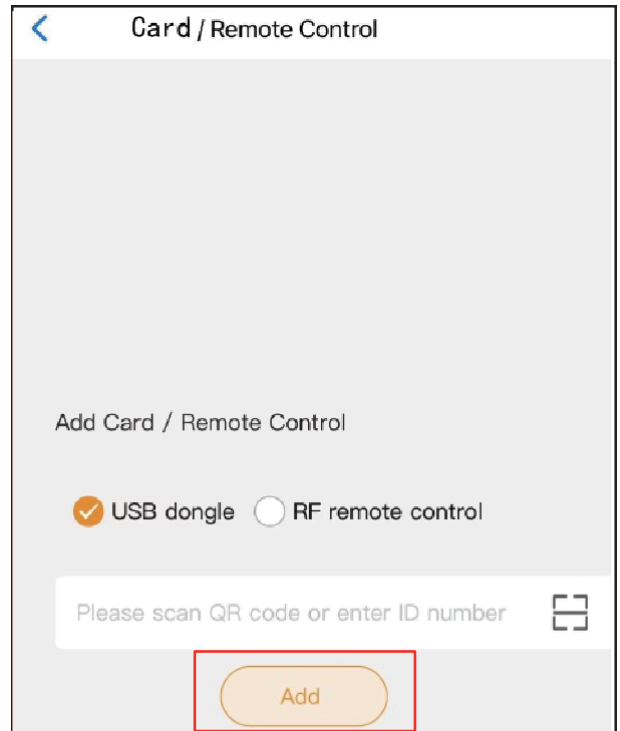 Card / Remote Control
Add Card / Remote Control
USB dongle RF remote control
Please scan QR code or enter ID number
Add